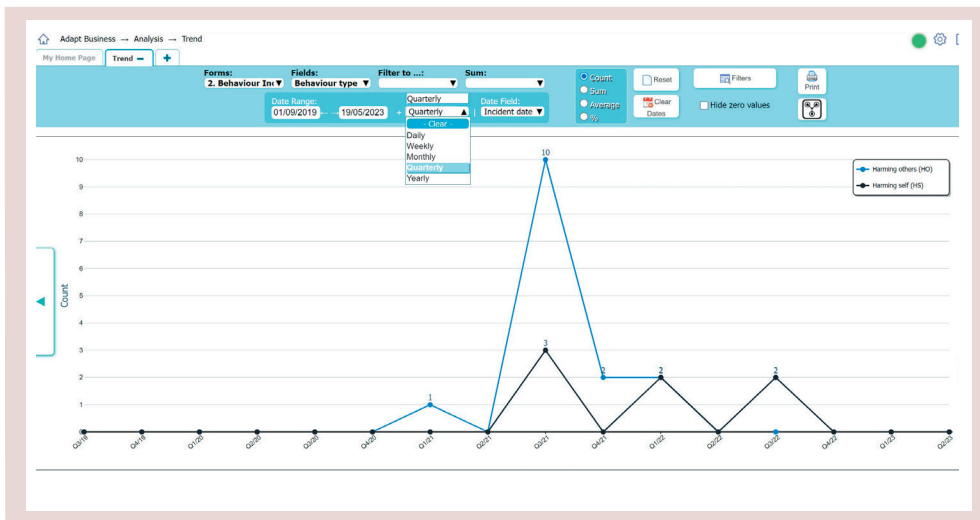 Adapt Business → Analysis → Trend
My Home Page Trend
Forms: Fields: Filter to ...: Sum:
2. Behaviour In Behaviour type
Date Range: Quarterly Date Field:
01/09/2019 19/05/2023 + Quarterly Incident date
- Clear -
Daily
Weekly
Monthly
Quarterly
Yearly
Count
Sum
Average
%
Reset
Clear
Dates
Filters
Hide zero values
Print
Harming others (HO)
Harming self (HS)
Count
10
9
8
7
6
5
4
3
2
1
0
1
10
3
2
2
2
Q3/19 Q4/19 Q1/20 Q2/20 Q3/20 Q4/20 Q1/21 Q2/21 Q3/21 Q4/21 Q1/22 Q2/22 Q3/22 Q4/22 Q1/23 Q2/23